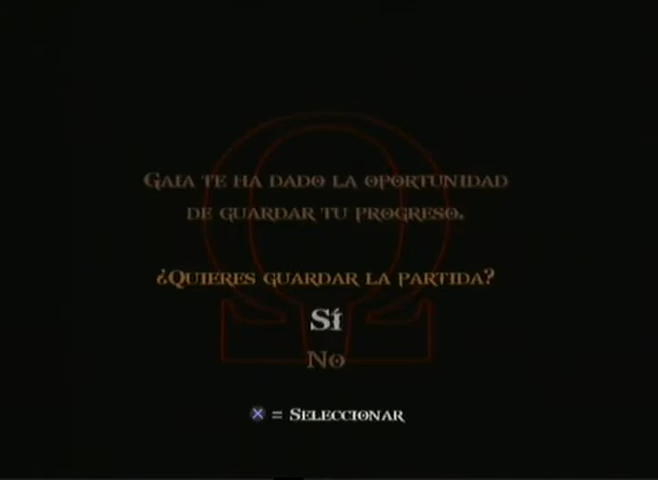 Gaia te ha dado la oportunidad
de guardar tu progreso.
¿Quieres guardar la partida?
Sí
No
= Seleccionar